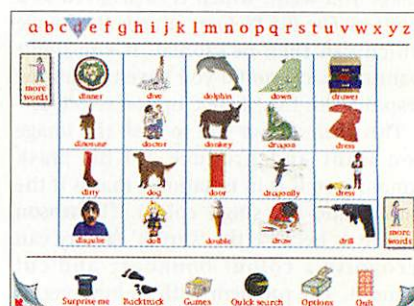 a b c d e f g h i j k l m n o p q r s t u v w x y z
more words
dinner dive dolphin down drawer
dinosaur doctor donkey dragon dress
dirty dog door dragonfly dress
disguise doll double draw drill
more words
Surprise me Backtrack Games Quick search Options Quit